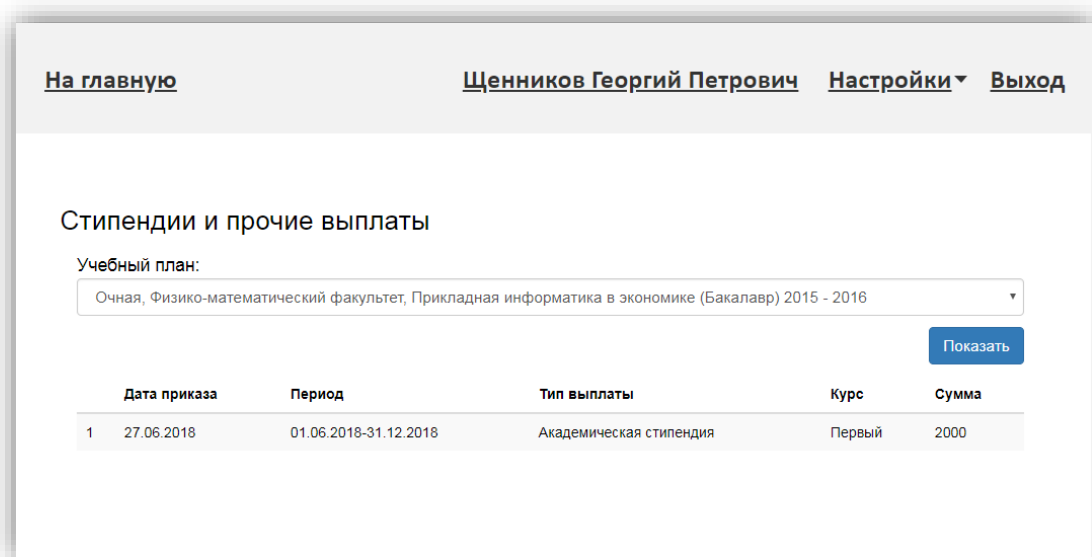 На главную Щенников Георгий Петрович Настройки Выход
Стипендии и прочие выплаты
Учебный план:
Очная, Физико-математический факультет, Прикладная информатика в экономике (Бакалавр) 2015 - 2016
Показать
Дата приказа Период Тип выплаты Курс Сумма
1 27.06.2018 01.06.2018-31.12.2018 Академическая стипендия Первый 2000